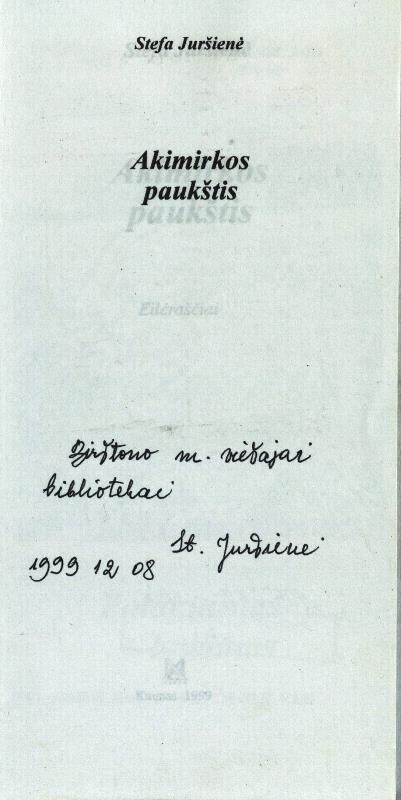 Stefa Juršienė
Akimirkos
paukštis
Eilėraščiai
Birštono m. viešajai
bibliotekai
St. Juršienė
1999 12 08
Kaunas 1999